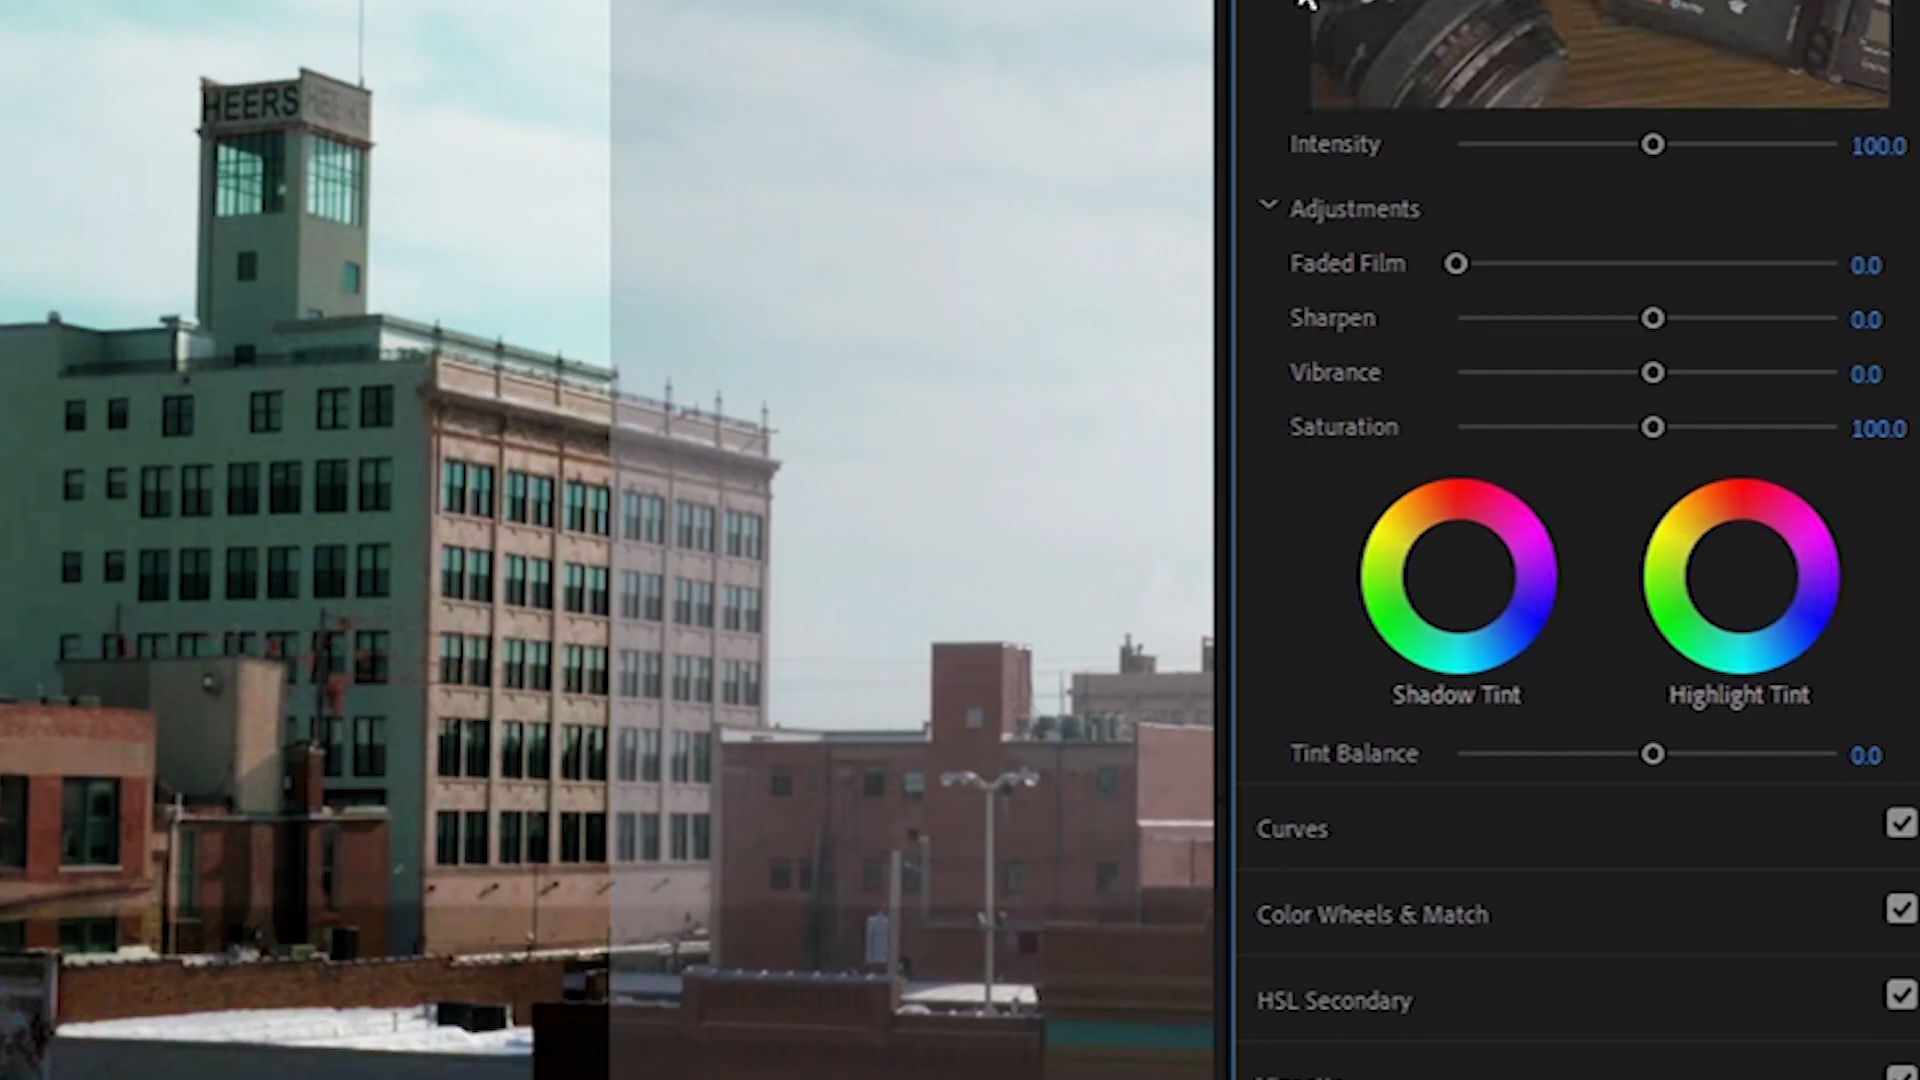 HEERS HEERS
Intensity 100.0
Adjustments
Faded Film 0.0
Sharpen 0.0
Vibrance 0.0
Saturation 100.0
Shadow Tint Highlight Tint
Tint Balance 0.0
Curves
Color Wheels & Match
HSL Secondary